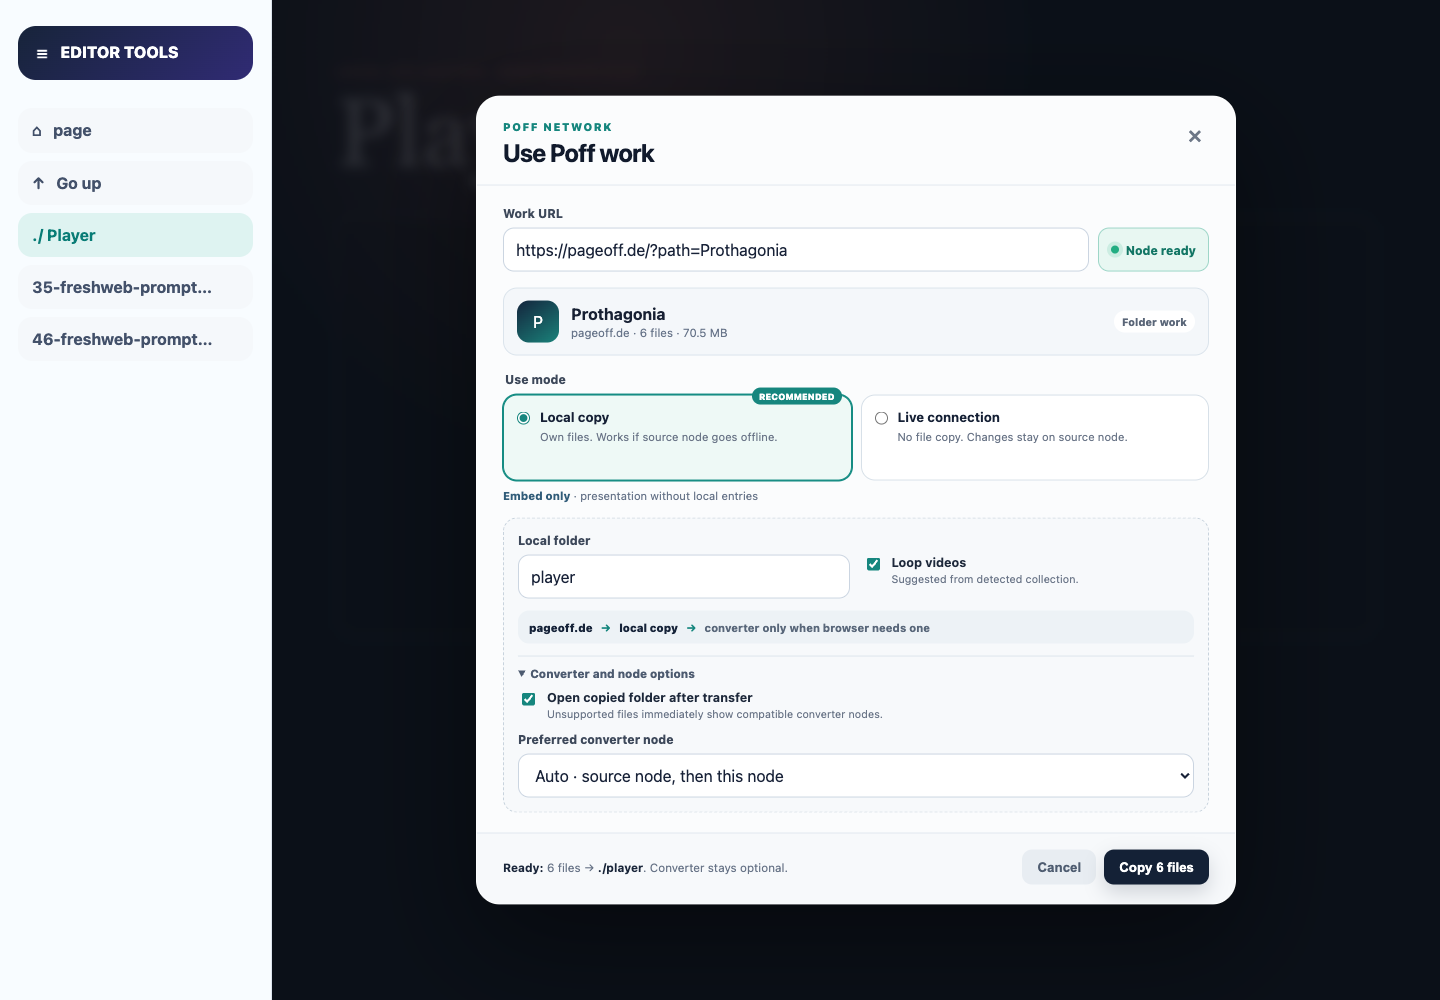 ≡ EDITOR TOOLS
⌂ page
↑ Go up
./ Player
35-freshweb-prompt...
46-freshweb-prompt...
POFF NETWORK
Use Poff work
×
Work URL
https://pageoff.de/?path=Prothagonia
Node ready
P
Prothagonia
pageoff.de · 6 files · 70.5 MB
Folder work
Use mode
RECOMMENDED
Local copy
Own files. Works if source node goes offline.
Live connection
No file copy. Changes stay on source node.
Embed only · presentation without local entries
Local folder
player
Loop videos
Suggested from detected collection.
pageoff.de → local copy → converter only when browser needs one
▼ Converter and node options
Open copied folder after transfer
Unsupported files immediately show compatible converter nodes.
Preferred converter node
Auto · source node, then this node
Ready: 6 files → ./player. Converter stays optional.
Cancel
Copy 6 files